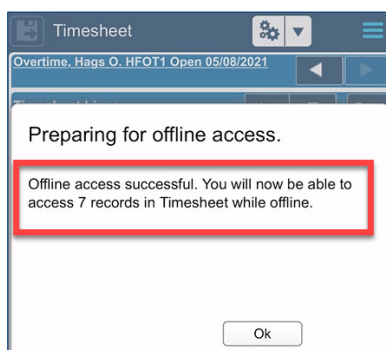 Timesheet
Overtime, Hags O. HFOT1 Open 05/08/2021
Preparing for offline access.
Offline access successful. You will now be able to
access 7 records in Timesheet while offline.
Ok